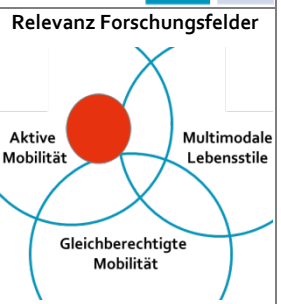 Relevanz Forschungsfelder
Aktive
Mobilität
Multimodale
Lebensstile
Gleichberechtigte
Mobilität